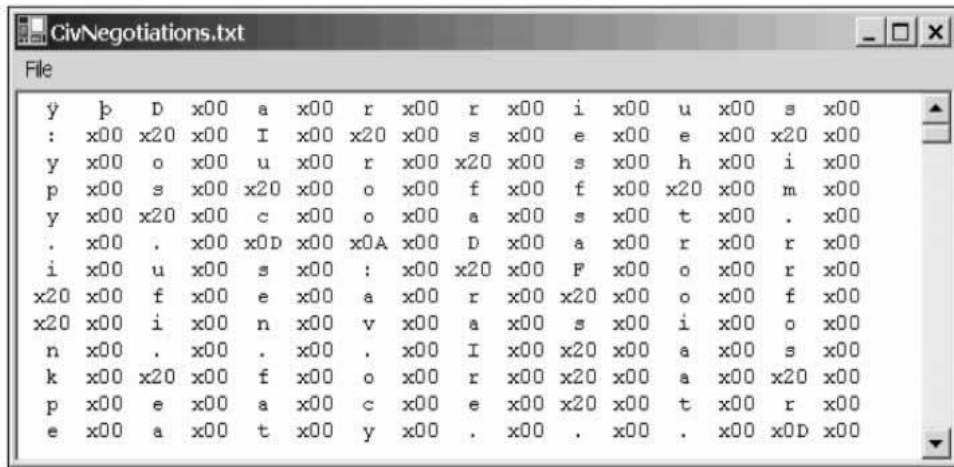 CivNegotiations.txt
File
ÿ þ D x00 a x00 r x00 r x00 i x00 u x00 s x00
: x00 x20 x00 I x00 x20 x00 s x00 e x00 e x00 x20 x00
y x00 o x00 u x00 r x00 x20 x00 s x00 h x00 i x00
p x00 s x00 x20 x00 o x00 f x00 f x00 x20 x00 m x00
y x00 x20 x00 c x00 o x00 a x00 s x00 t x00 . x00
. x00 . x00 x0D x00 x0A x00 D x00 a x00 r x00 r x00
i x00 u x00 s x00 : x00 x20 x00 F x00 o x00 r x00
x20 x00 f x00 e x00 a x00 r x00 x20 x00 o x00 f x00
x20 x00 i x00 n x00 v x00 a x00 s x00 i x00 o x00
n x00 . x00 . x00 . x00 I x00 x20 x00 a x00 s x00
k x00 x20 x00 f x00 o x00 r x00 x20 x00 a x00 x20 x00
p x00 e x00 a x00 c x00 e x00 x20 x00 t x00 r x00
e x00 a x00 t x00 y x00 . x00 . x00 . x00 x0D x00